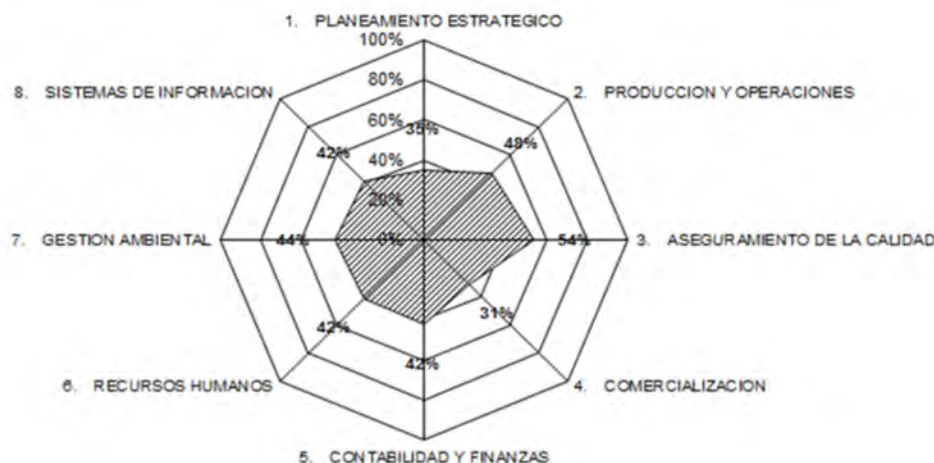 1. PLANEAMIENTO ESTRATEGICO
100%
8. SISTEMAS DE INFORMACION
80%
2. PRODUCCION Y OPERACIONES
60%
35%
48%
42%
40%
20%
7. GESTION AMBIENTAL
44%
0%
54%
3. ASEGURAMIENTO DE LA CALIDAD
31%
42%
42%
6. RECURSOS HUMANOS
4. COMERCIALIZACION
5. CONTABILIDAD Y FINANZAS